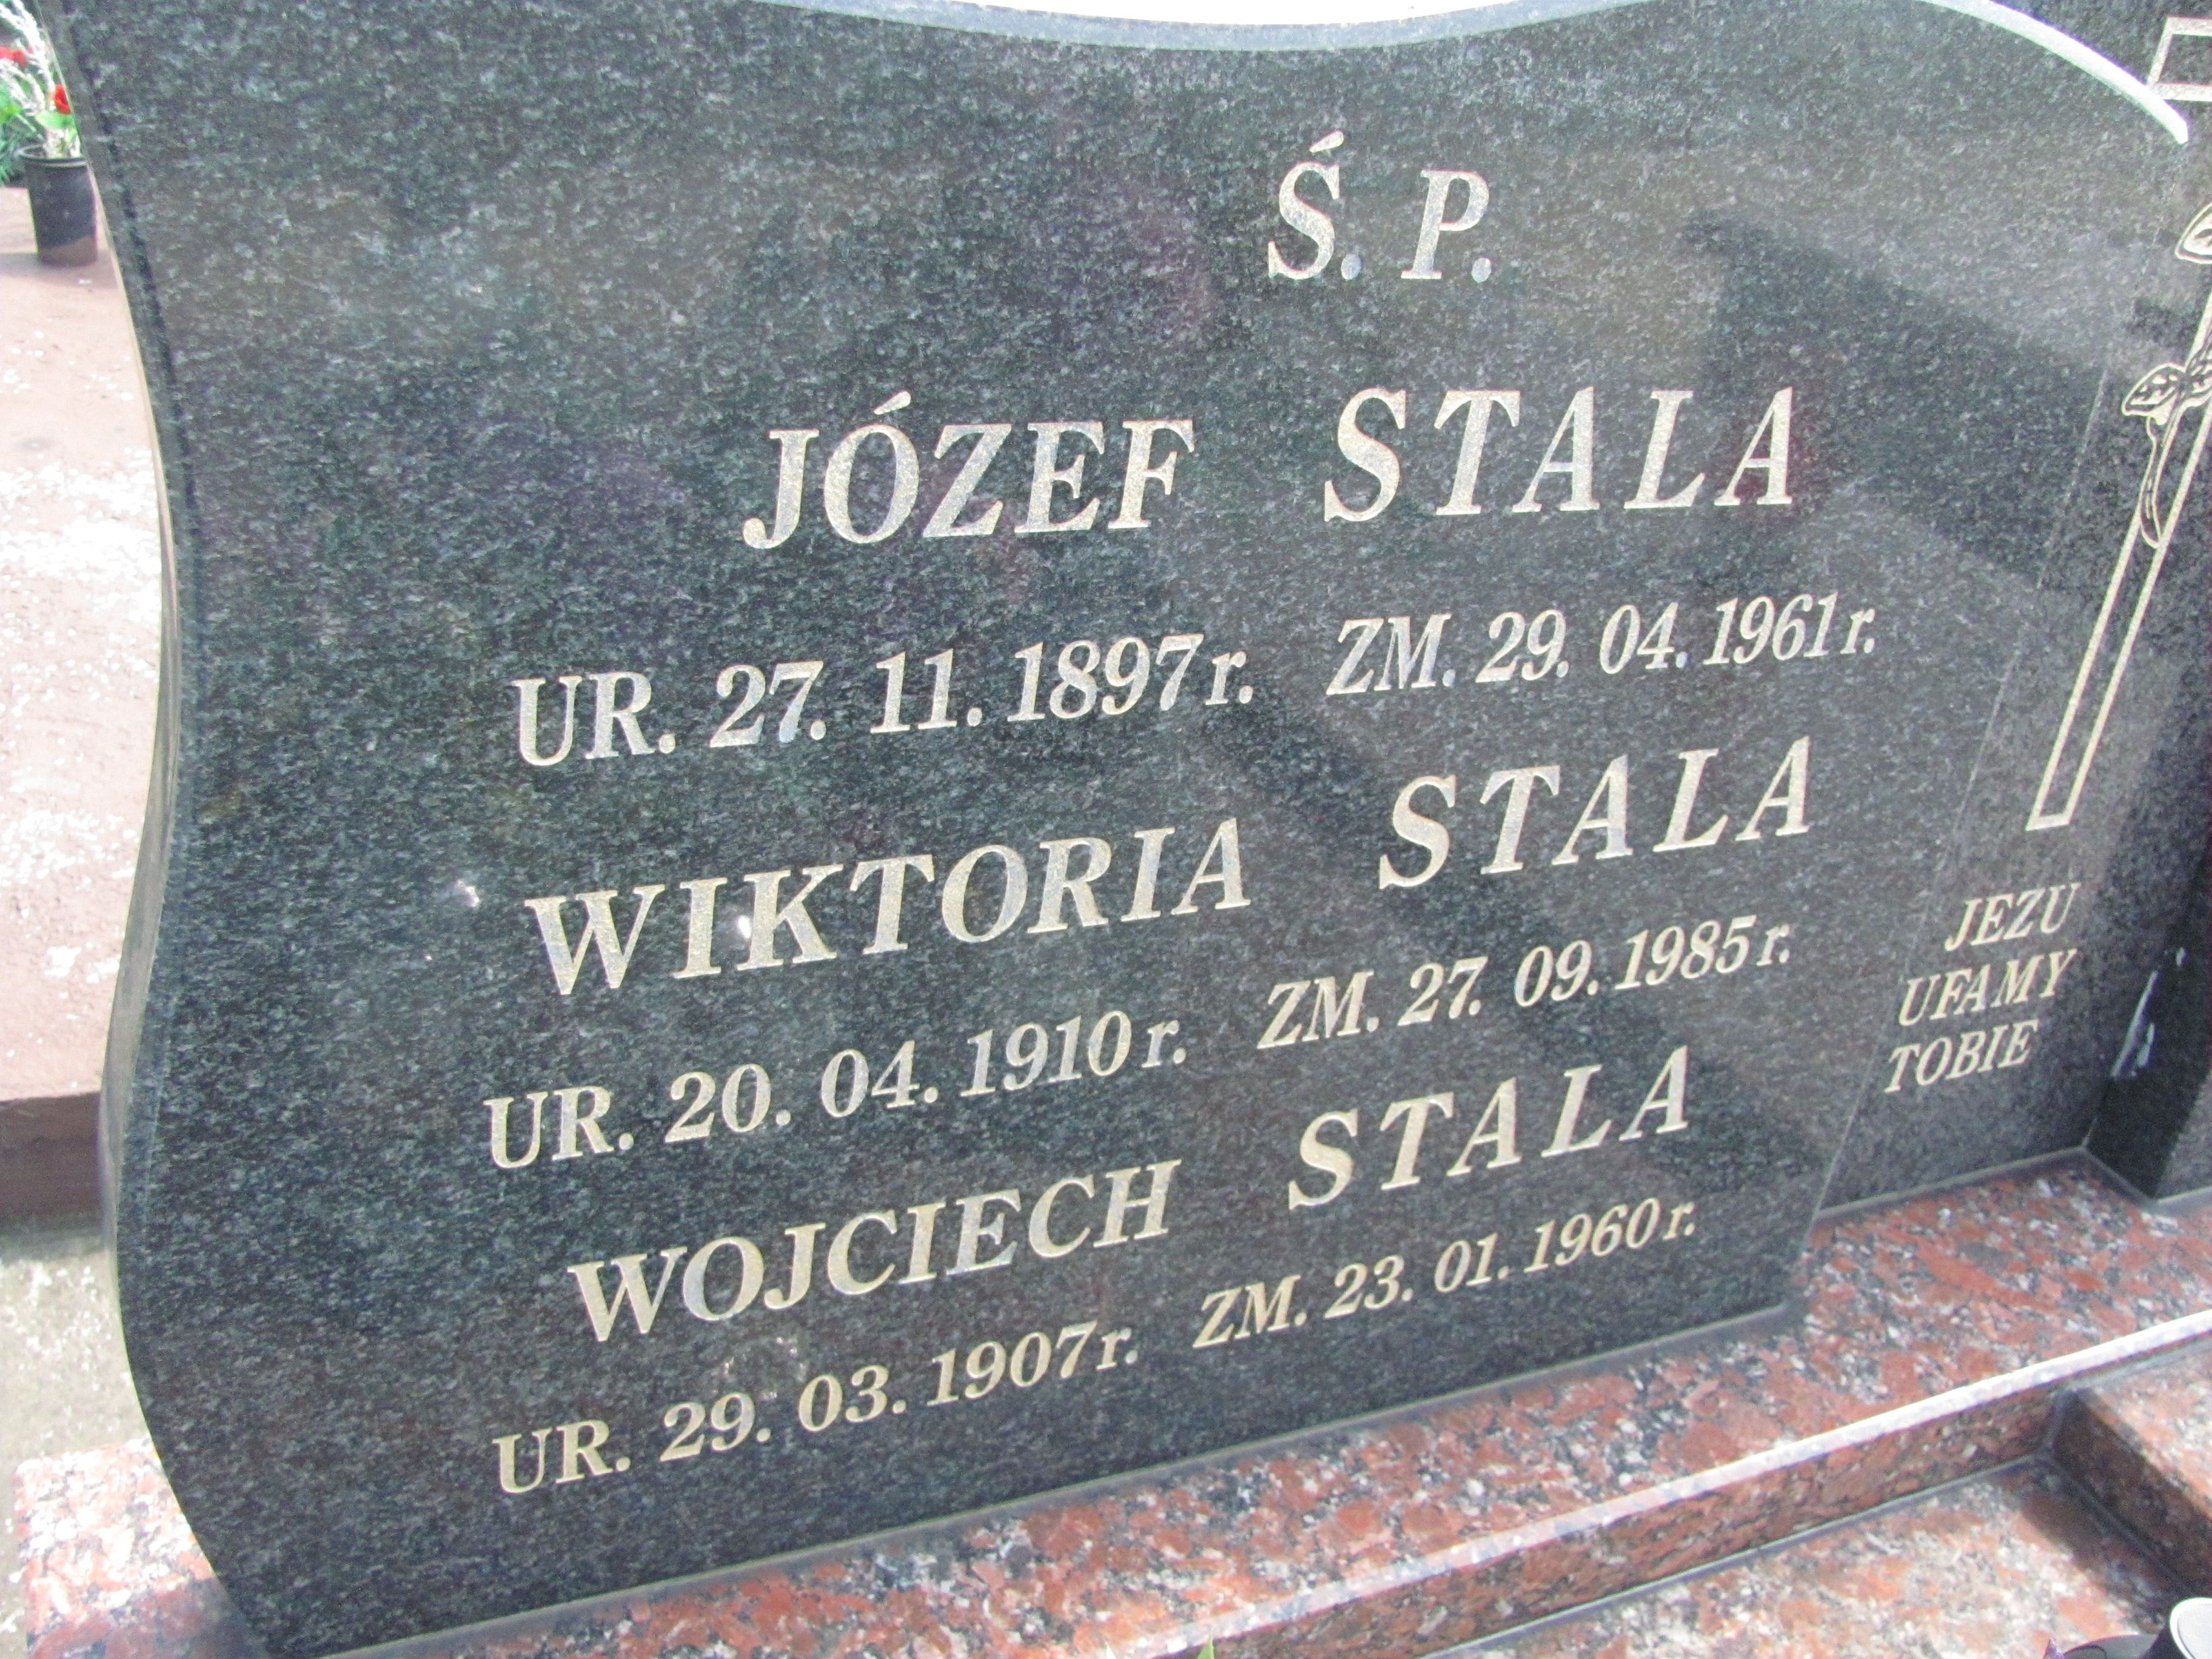 Ś. P.
JÓZEF STALA
UR. 27. 11. 1897 r. ZM. 29. 04. 1961 r.
WIKTORIA STALA
UR. 20. 04. 1910 r. ZM. 27. 09. 1985 r.
WOJCIECH STALA
UR. 29. 03. 1907 r. ZM. 23. 01. 1960 r.
JEZU
UFAMY
TOBIE